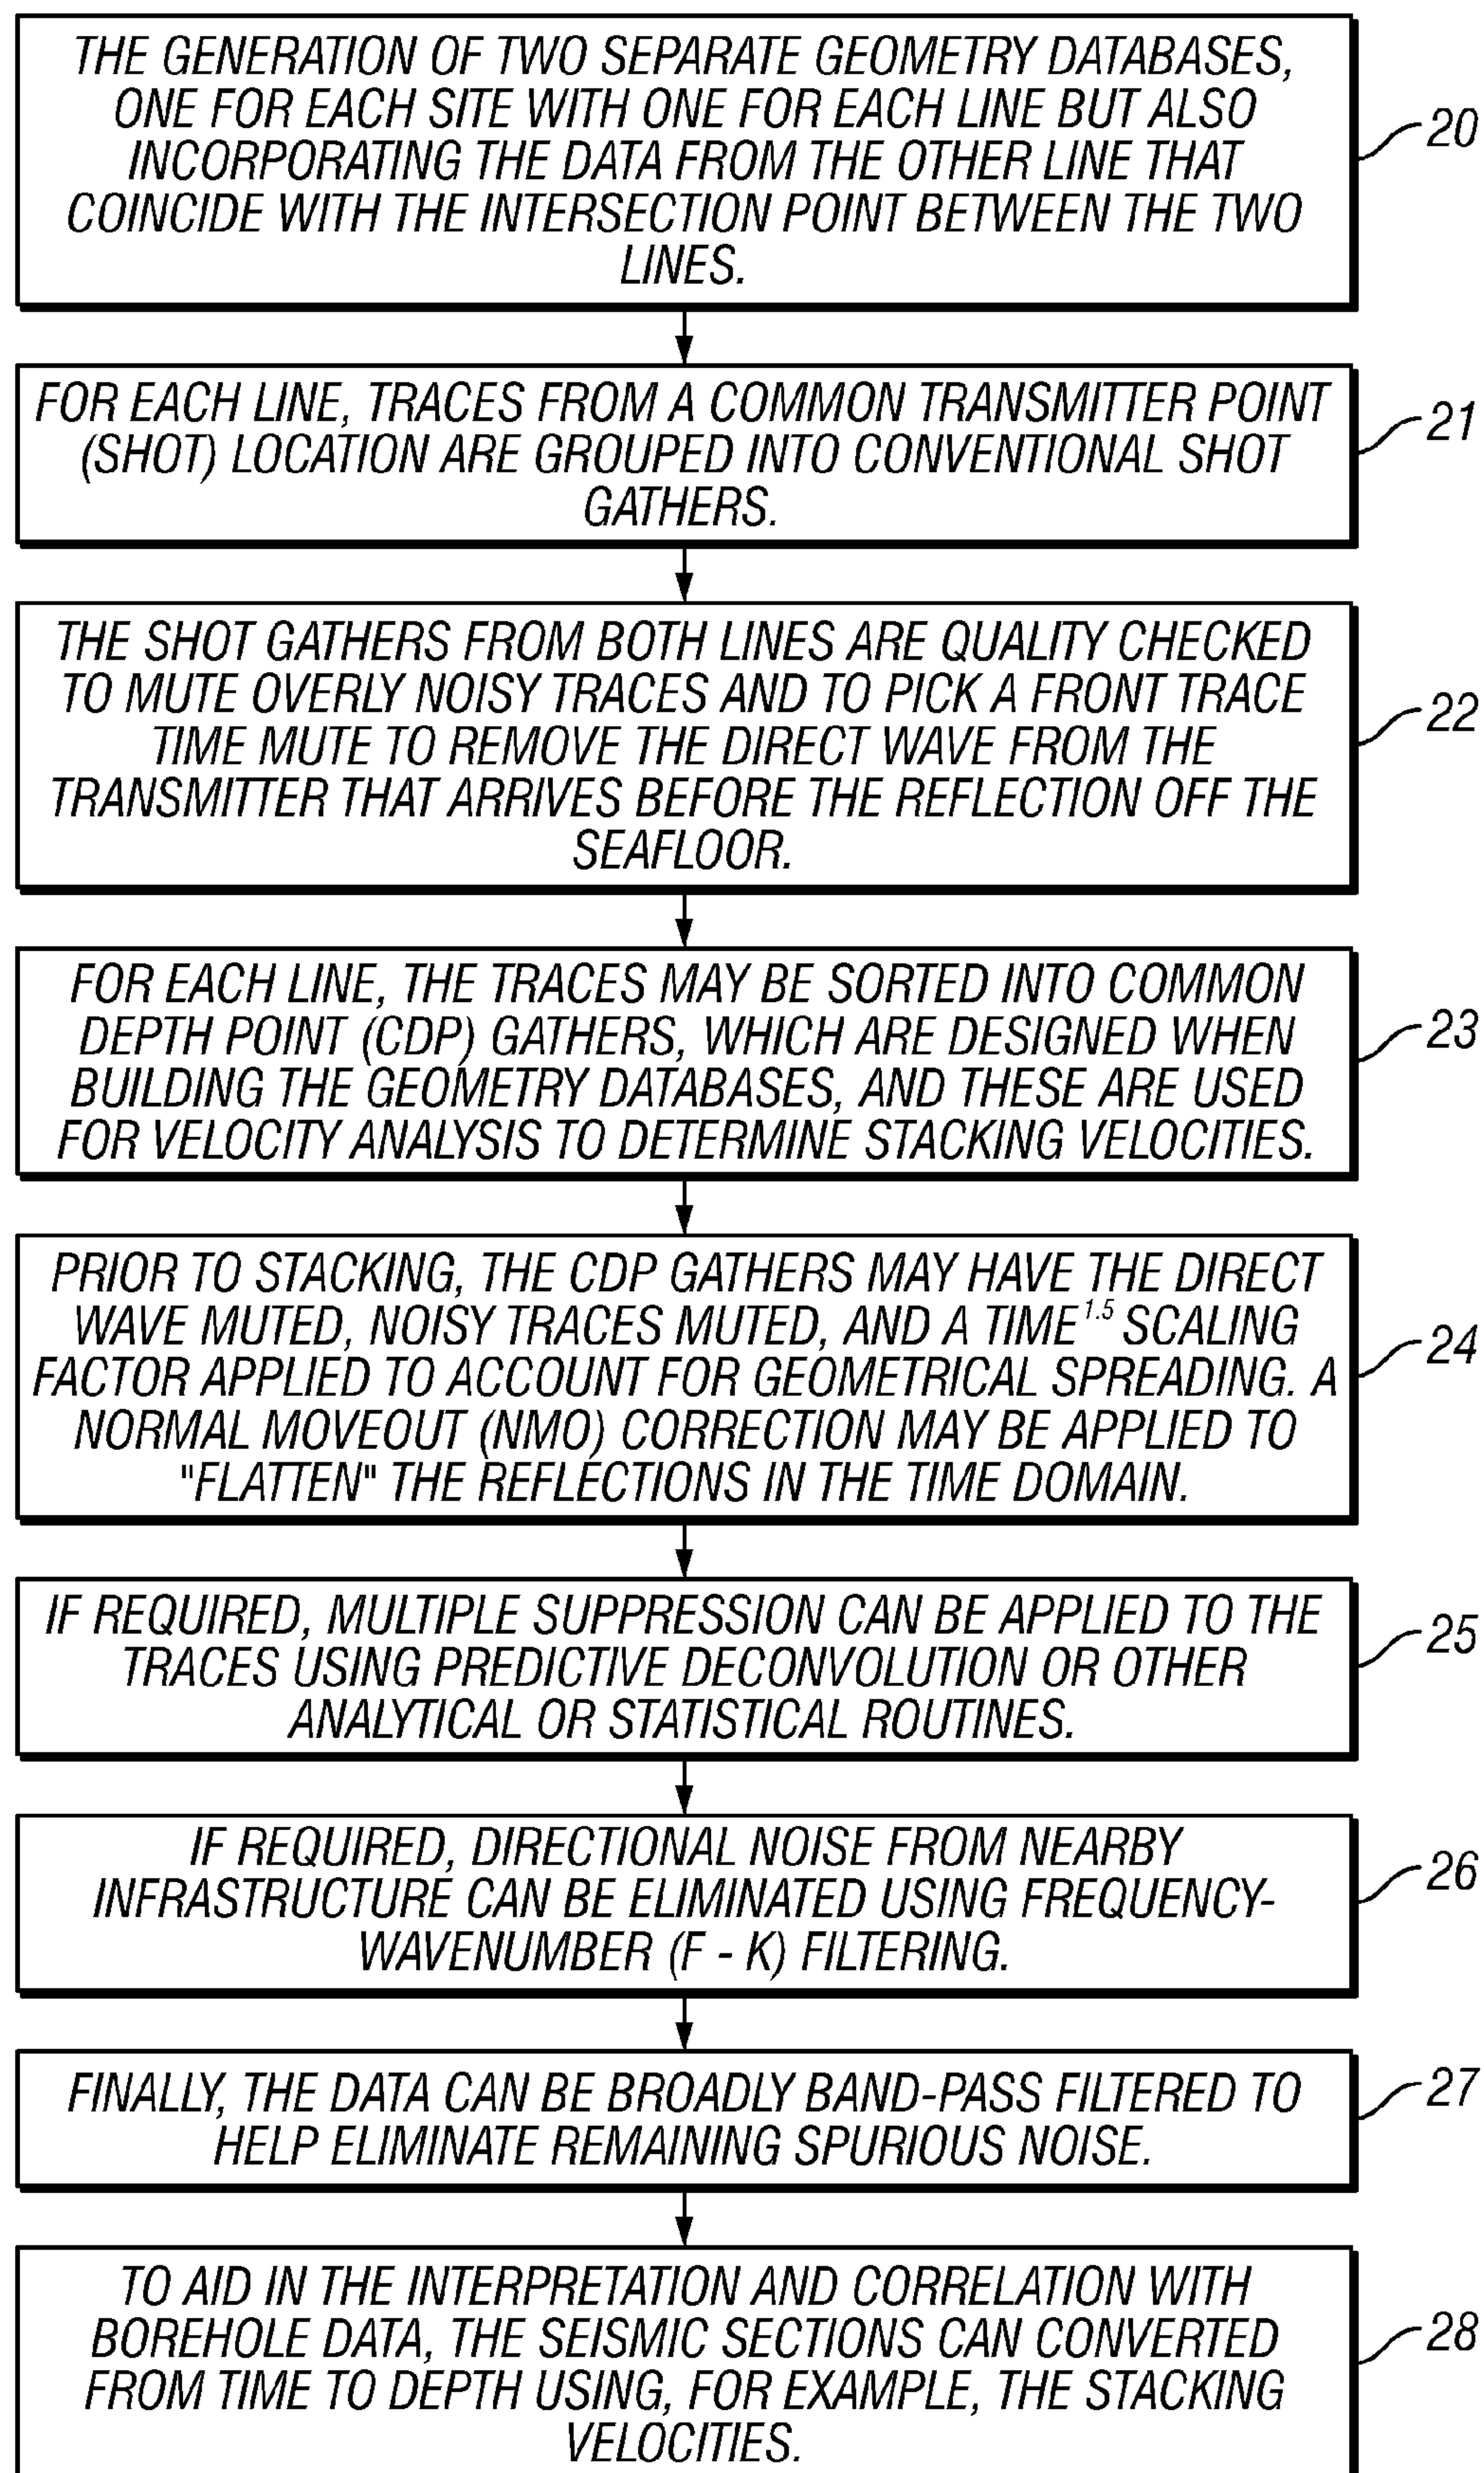 THE GENERATION OF TWO SEPARATE GEOMETRY DATABASES,
ONE FOR EACH SITE WITH ONE FOR EACH LINE BUT ALSO
INCORPORATING THE DATA FROM THE OTHER LINE THAT
COINCIDE WITH THE INTERSECTION POINT BETWEEN THE TWO
LINES.
20
FOR EACH LINE, TRACES FROM A COMMON TRANSMITTER POINT
(SHOT) LOCATION ARE GROUPED INTO CONVENTIONAL SHOT
GATHERS.
21
THE SHOT GATHERS FROM BOTH LINES ARE QUALITY CHECKED
TO MUTE OVERLY NOISY TRACES AND TO PICK A FRONT TRACE
TIME MUTE TO REMOVE THE DIRECT WAVE FROM THE
TRANSMITTER THAT ARRIVES BEFORE THE REFLECTION OFF THE
SEAFLOOR.
22
FOR EACH LINE, THE TRACES MAY BE SORTED INTO COMMON
DEPTH POINT (CDP) GATHERS, WHICH ARE DESIGNED WHEN
BUILDING THE GEOMETRY DATABASES, AND THESE ARE USED
FOR VELOCITY ANALYSIS TO DETERMINE STACKING VELOCITIES.
23
PRIOR TO STACKING, THE CDP GATHERS MAY HAVE THE DIRECT
WAVE MUTED, NOISY TRACES MUTED, AND A TIME^1.5 SCALING
FACTOR APPLIED TO ACCOUNT FOR GEOMETRICAL SPREADING. A
NORMAL MOVEOUT (NMO) CORRECTION MAY BE APPLIED TO
"FLATTEN" THE REFLECTIONS IN THE TIME DOMAIN.
24
IF REQUIRED, MULTIPLE SUPPRESSION CAN BE APPLIED TO THE
TRACES USING PREDICTIVE DECONVOLUTION OR OTHER
ANALYTICAL OR STATISTICAL ROUTINES.
25
IF REQUIRED, DIRECTIONAL NOISE FROM NEARBY
INFRASTRUCTURE CAN BE ELIMINATED USING FREQUENCY-
WAVENUMBER (F - K) FILTERING.
26
FINALLY, THE DATA CAN BE BROADLY BAND-PASS FILTERED TO
HELP ELIMINATE REMAINING SPURIOUS NOISE.
27
TO AID IN THE INTERPRETATION AND CORRELATION WITH
BOREHOLE DATA, THE SEISMIC SECTIONS CAN CONVERTED
FROM TIME TO DEPTH USING, FOR EXAMPLE, THE STACKING
VELOCITIES.
28